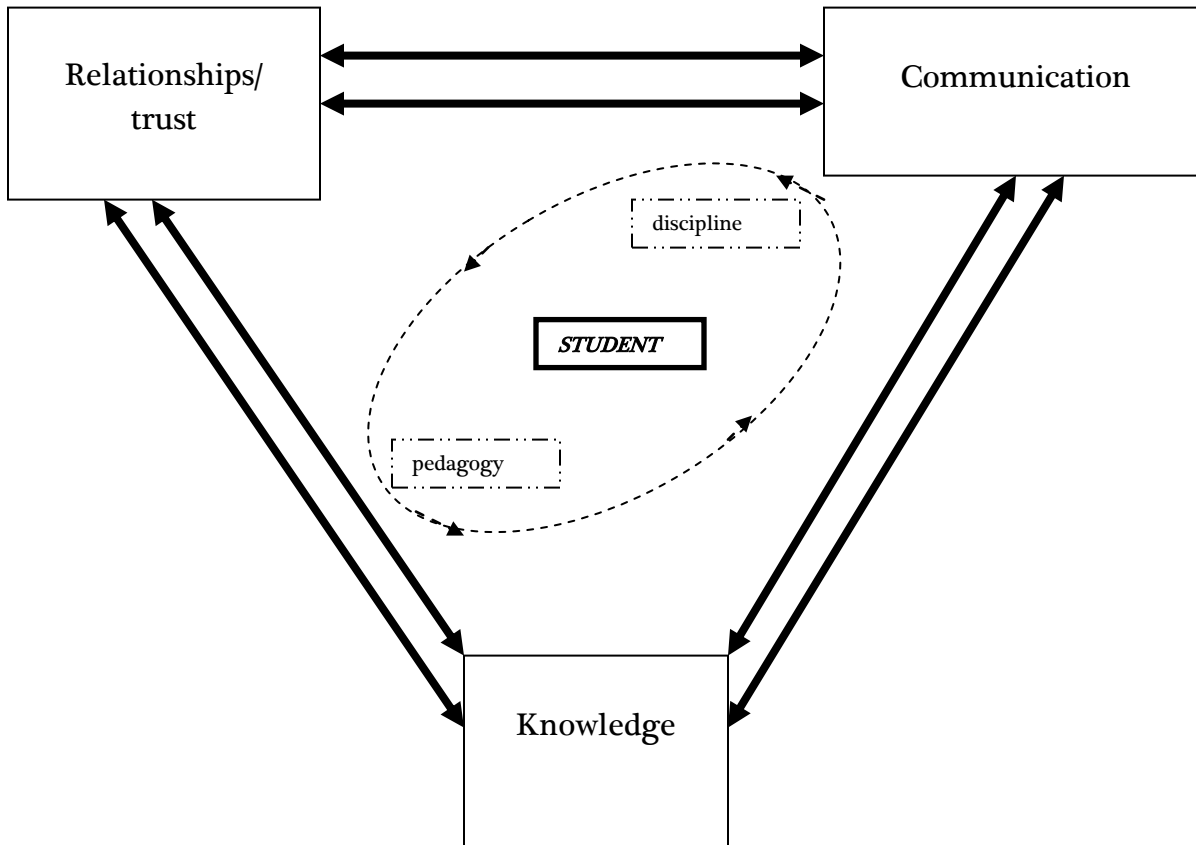 Relationships/
trust
Communication
discipline
STUDENT
pedagogy
Knowledge